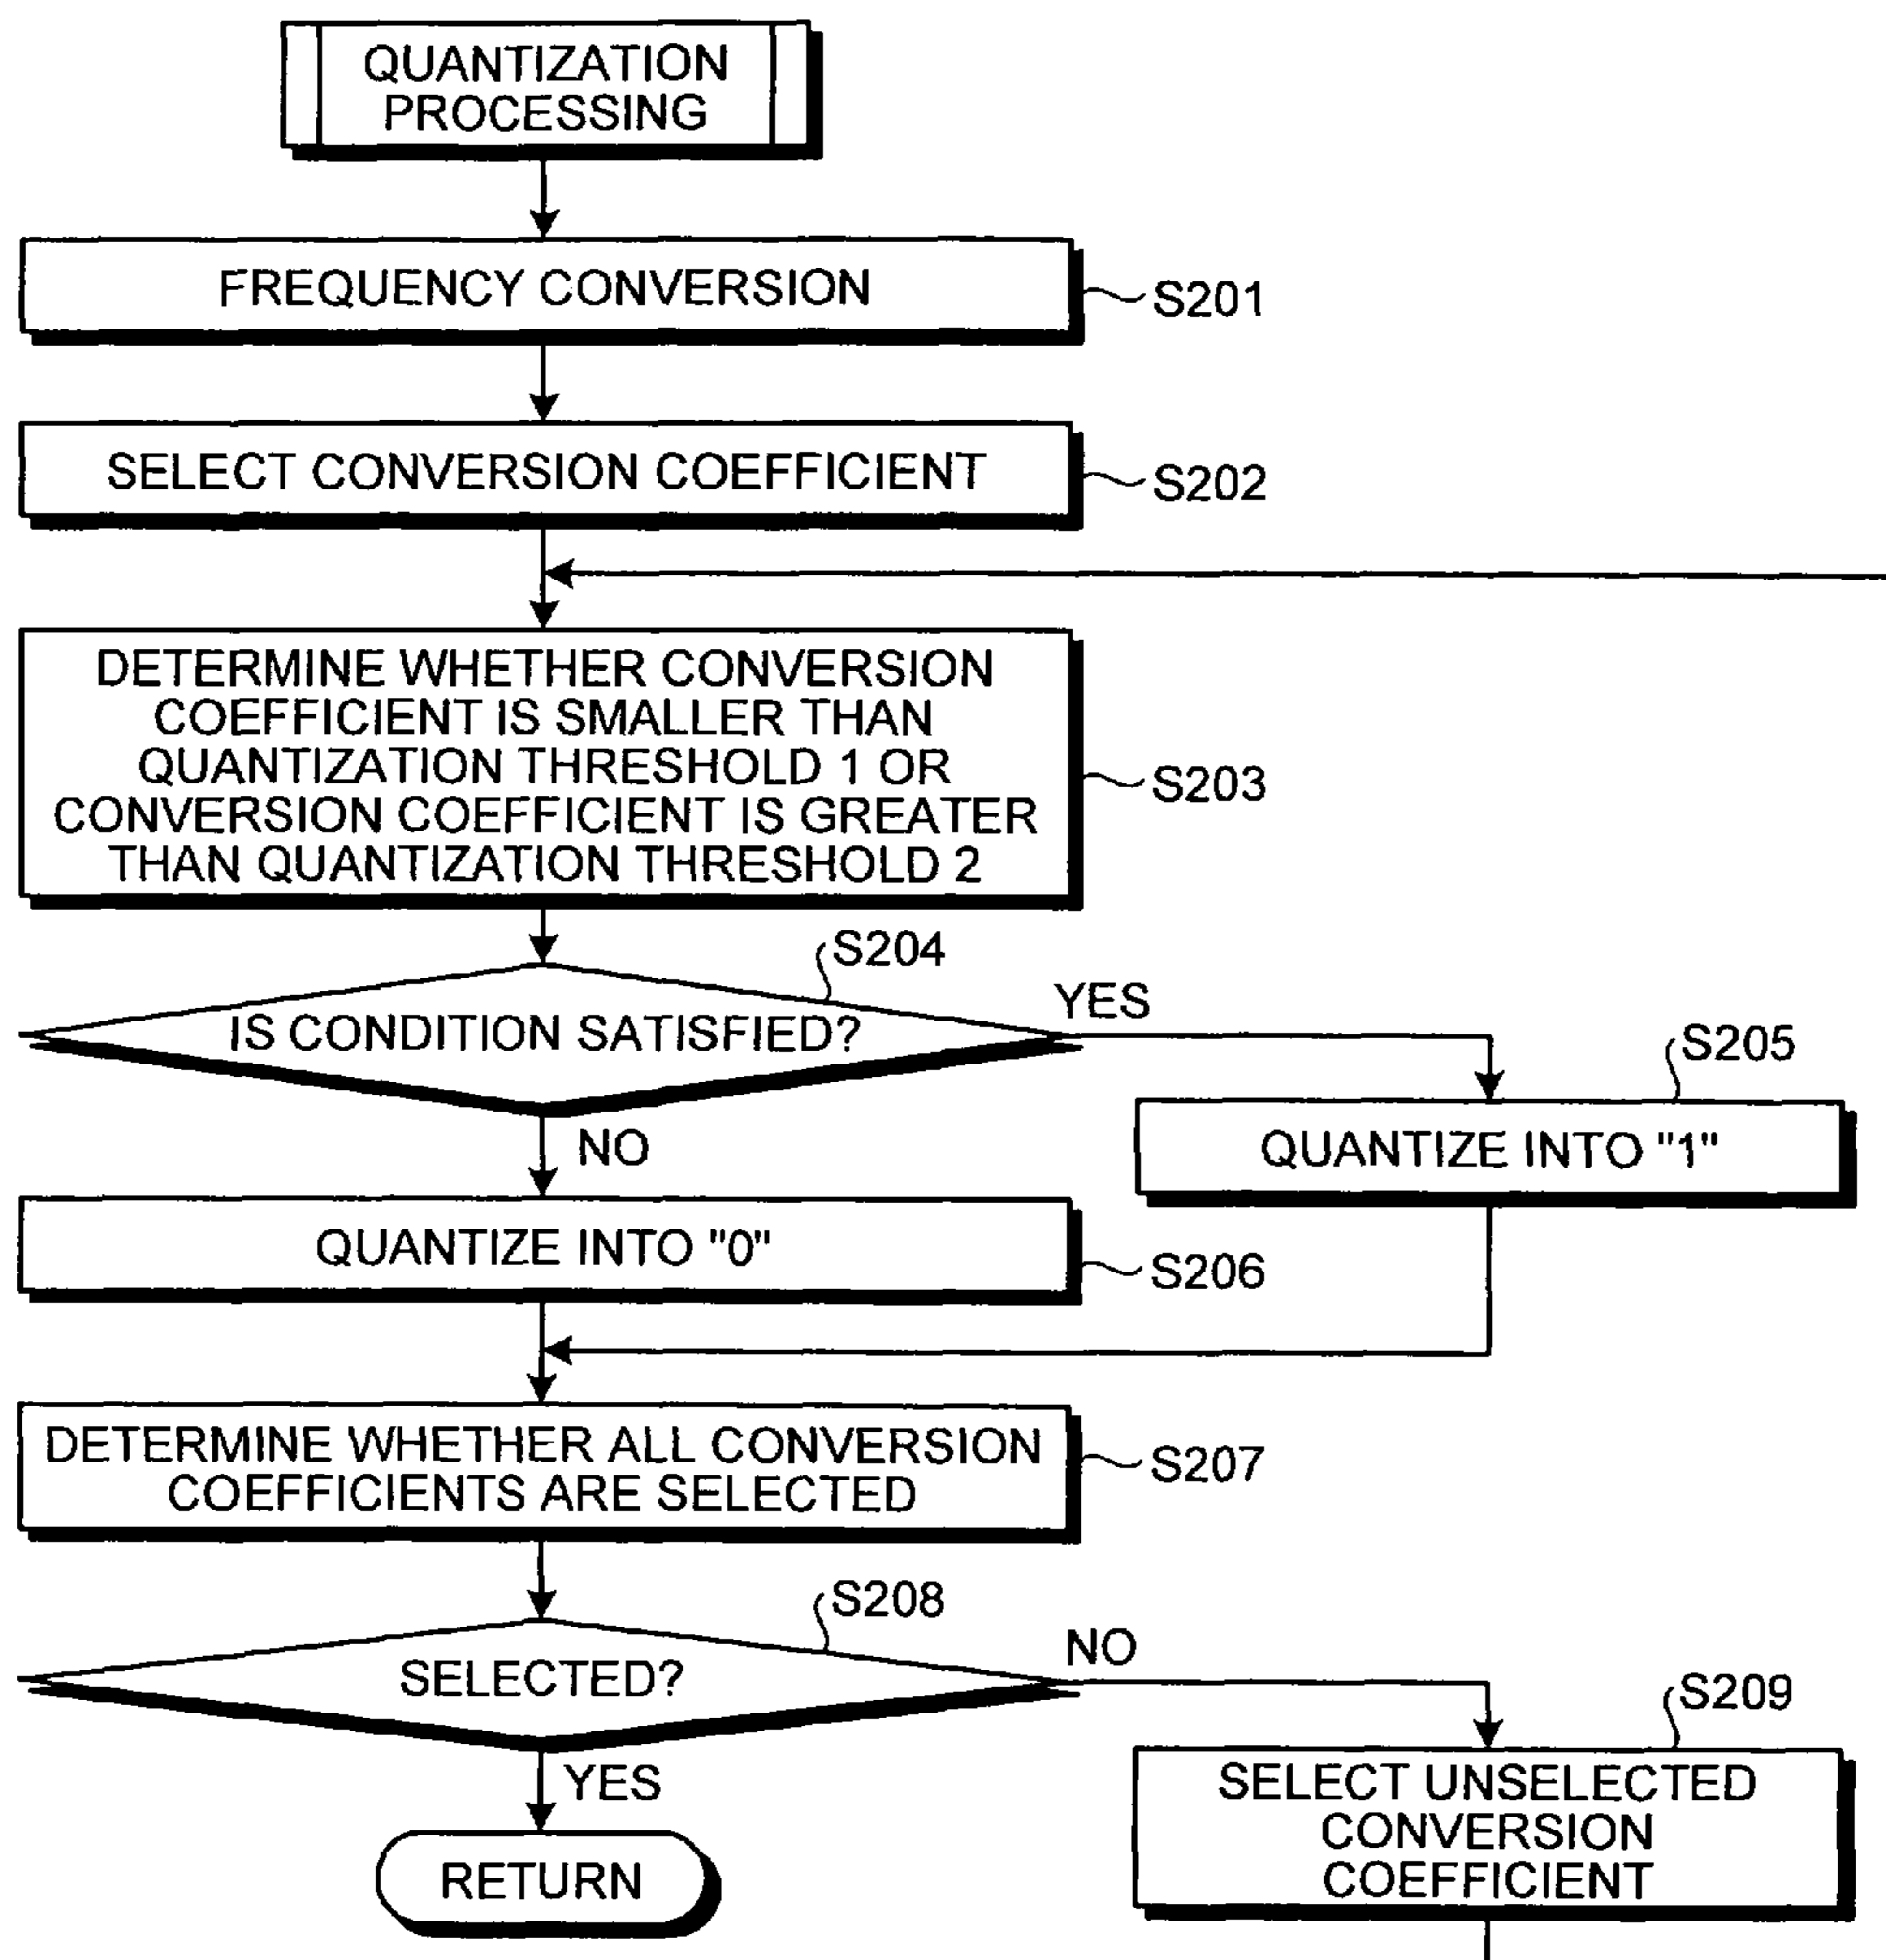 QUANTIZATION
PROCESSING
FREQUENCY CONVERSION
S201
SELECT CONVERSION COEFFICIENT
S202
DETERMINE WHETHER CONVERSION
COEFFICIENT IS SMALLER THAN
QUANTIZATION THRESHOLD 1 OR
CONVERSION COEFFICIENT IS GREATER
THAN QUANTIZATION THRESHOLD 2
S203
S204
IS CONDITION SATISFIED?
YES
S205
QUANTIZE INTO "1"
NO
QUANTIZE INTO "0"
S206
DETERMINE WHETHER ALL CONVERSION
COEFFICIENTS ARE SELECTED
S207
S208
SELECTED?
NO
S209
SELECT UNSELECTED
CONVERSION
COEFFICIENT
YES
RETURN